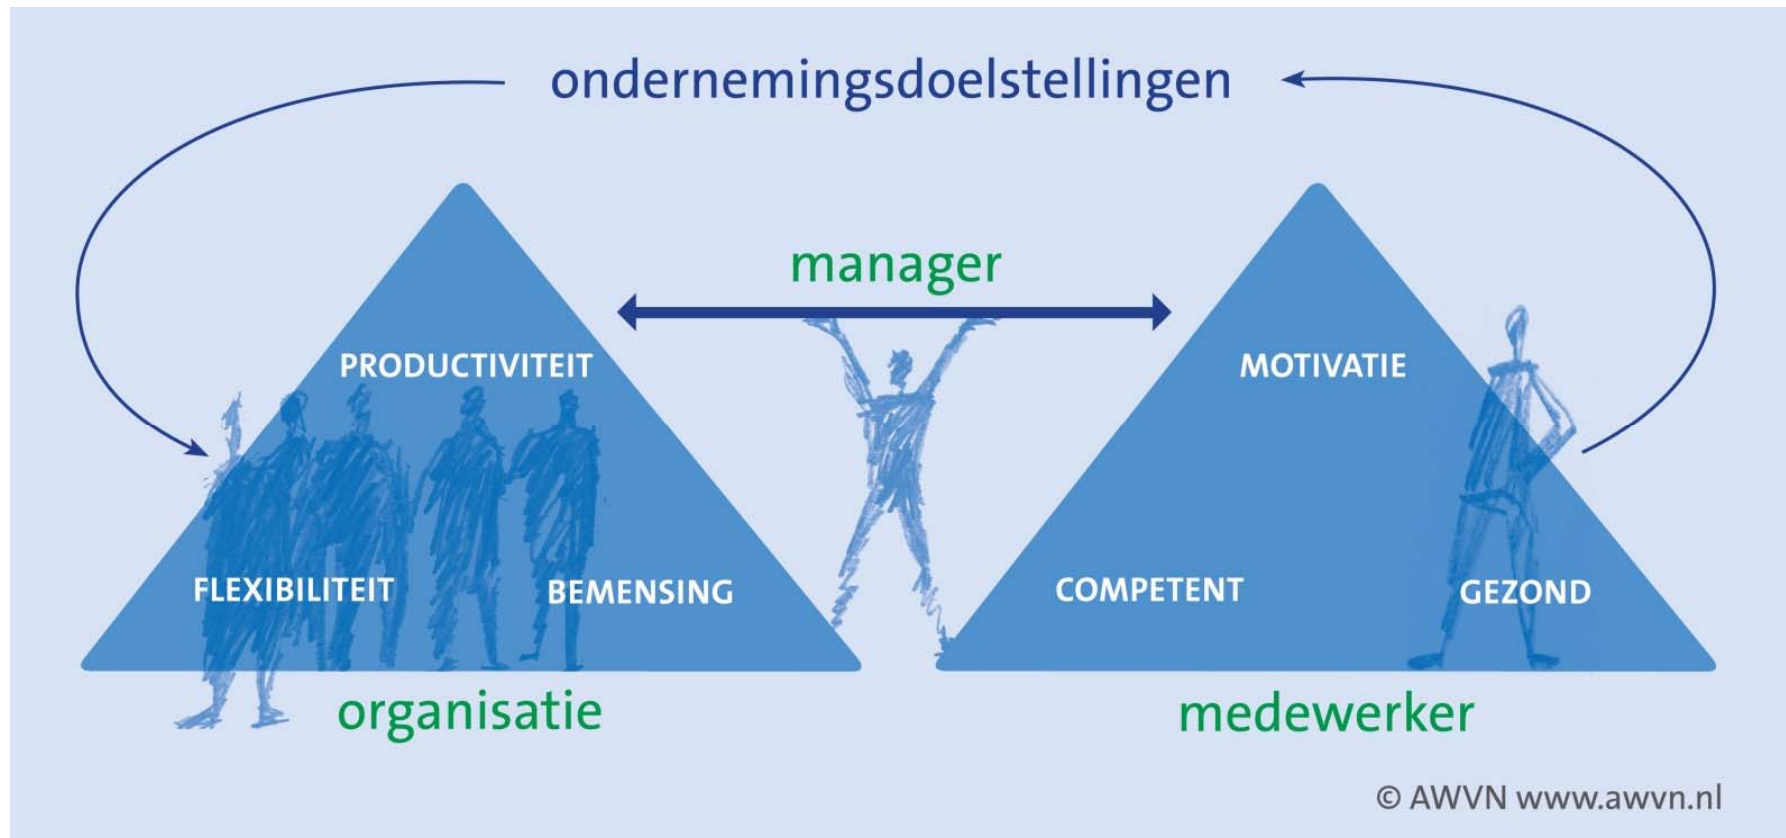 ondernemingsdoelstellingen
manager
PRODUCTIVITEIT
MOTIVATIE
FLEXIBILITEIT
BEMENSING
COMPETENT
GEZOND
organisatie
medewerker
© AWVN www.awvn.nl